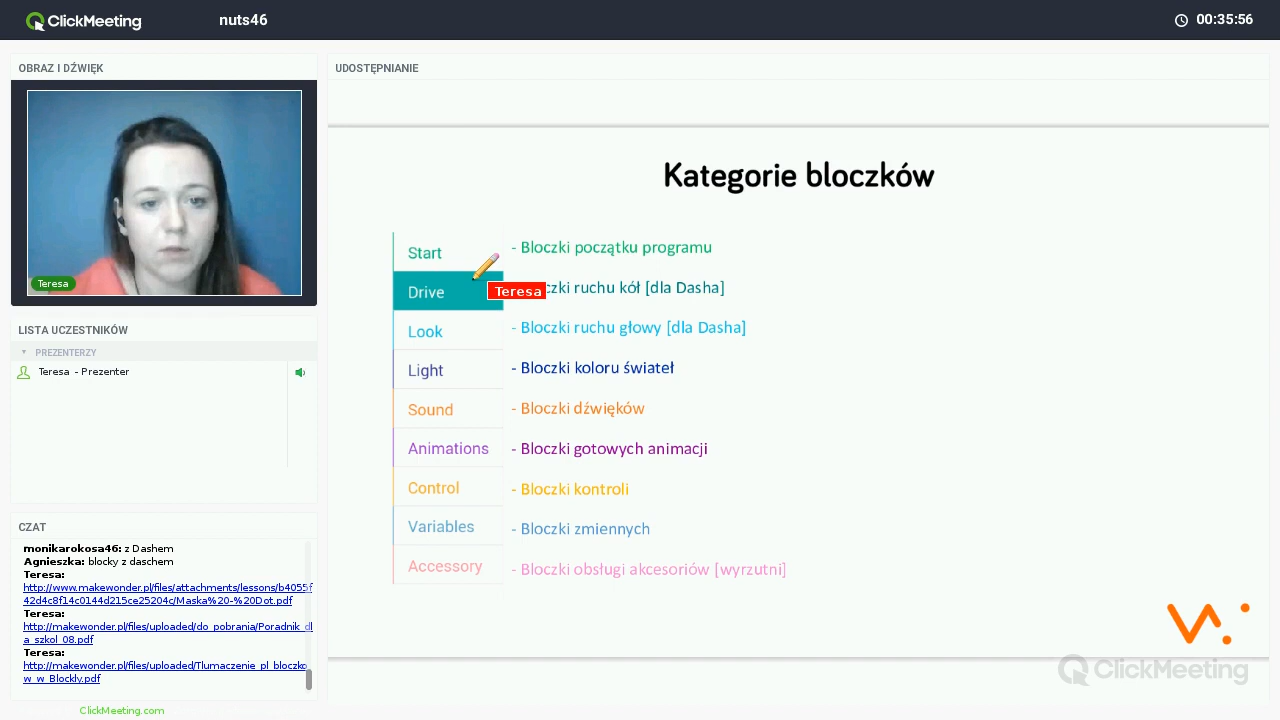 ClickMeeting
nuts46
00:35:56
OBRAZ I DŹWIĘK
Teresa
LISTA UCZESTNIKÓW
PREZENTERZY
Teresa - Prezenter
CZAT
monikarokosa46: z Dashem
Agnieszka: blocky z daschem
Teresa:
http://www.makewonder.pl/files/attachments/lessons/b4055f
42d4c8f14c0144d215ce25204c/Maska%20-%20Dot.pdf
Teresa:
http://makewonder.pl/files/uploaded/do_pobrania/Poradnik_dl
a_szkol_08.pdf
Teresa:
http://makewonder.pl/files/uploaded/Tlumaczenie_pl_bloczko
w_w_Blockly.pdf
ClickMeeting.com
UDOSTĘPNIANIE
Kategorie bloczków
Start - Bloczki początku programu
Drive Teresa czki ruchu kół [dla Dasha]
Look - Bloczki ruchu głowy [dla Dasha]
Light - Bloczki koloru świateł
Sound - Bloczki dźwięków
Animations - Bloczki gotowych animacji
Control - Bloczki kontroli
Variables - Bloczki zmiennych
Accessory - Bloczki obsługi akcesoriów [wyrzutni]
ClickMeeting